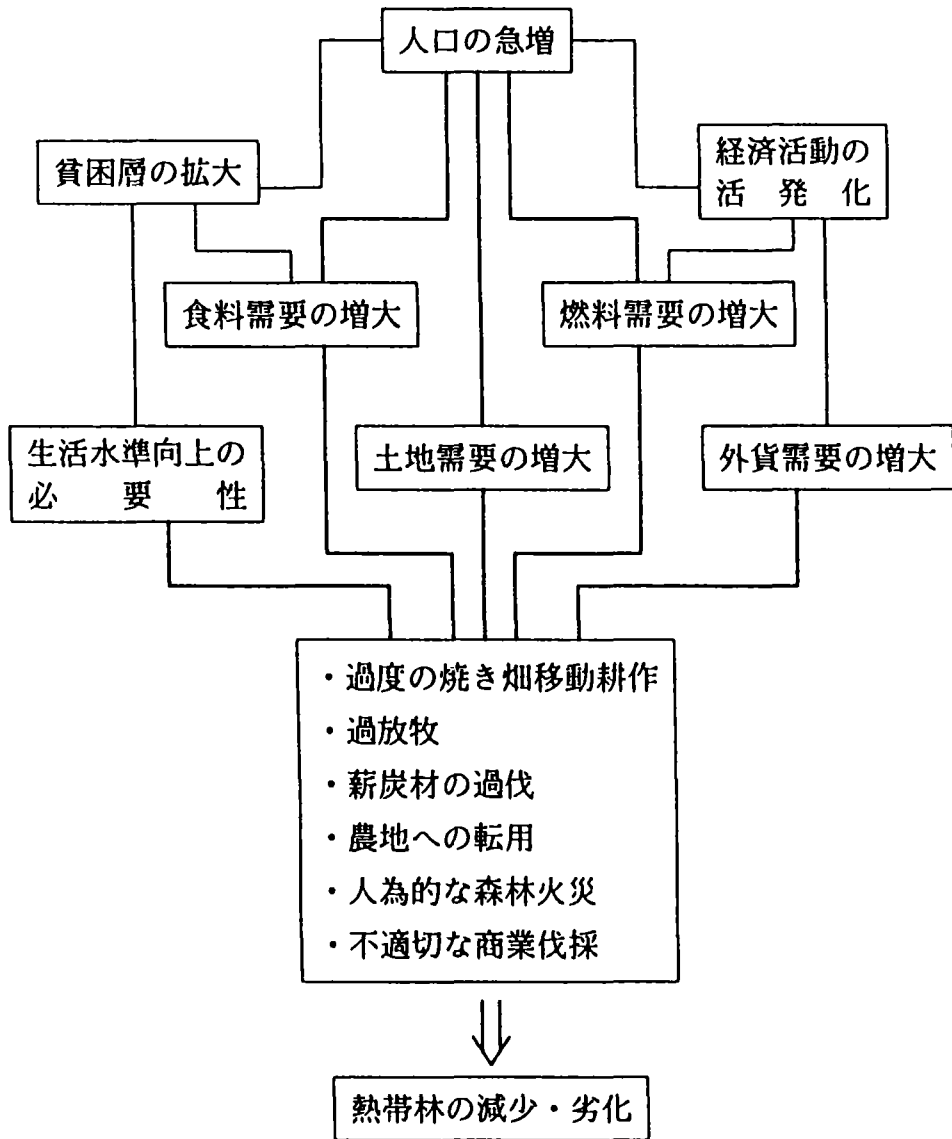 人口の急増
貧困層の拡大
経済活動の
活発化
食料需要の増大
燃料需要の増大
生活水準向上の
必要性
土地需要の増大
外貨需要の増大
・過度の焼き畑移動耕作
・過放牧
・薪炭材の過伐
・農地への転用
・人為的な森林火災
・不適切な商業伐採
熱帯林の減少・劣化